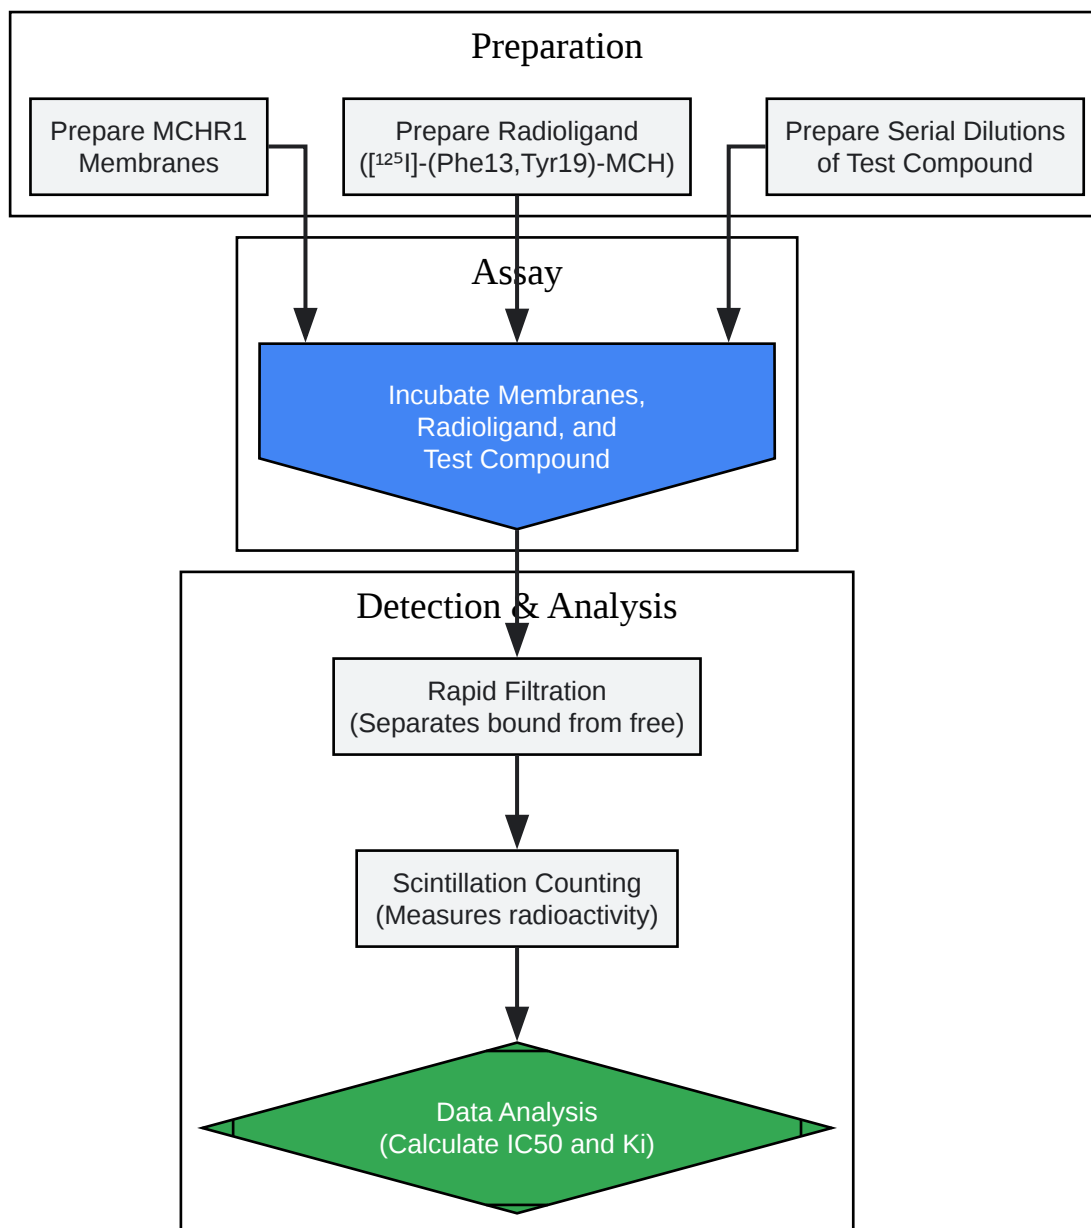 Preparation
Prepare MCHR1
Membranes
Prepare Radioligand
([¹²⁵I]-(Phe13,Tyr19)-MCH)
Prepare Serial Dilutions
of Test Compound
Assay
Incubate Membranes,
Radioligand, and
Test Compound
Detection & Analysis
Rapid Filtration
(Separates bound from free)
Scintillation Counting
(Measures radioactivity)
Data Analysis
(Calculate IC50 and Ki)